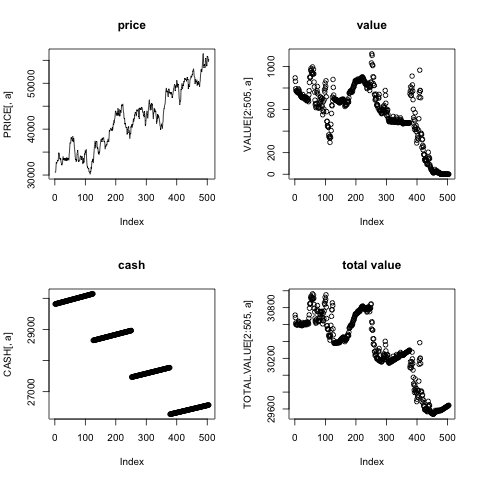 price
PRICE[, a]
30000 40000 50000
0 100 200 300 400 500
Index
value
VALUE[2:505, a]
0 200 600 1000
0 100 200 300 400 500
Index
cash
CASH[, a]
27000 29000
0 100 200 300 400 500
Index
total value
TOTAL.VALUE[2:505, a]
29600 30200 30800
0 100 200 300 400 500
Index